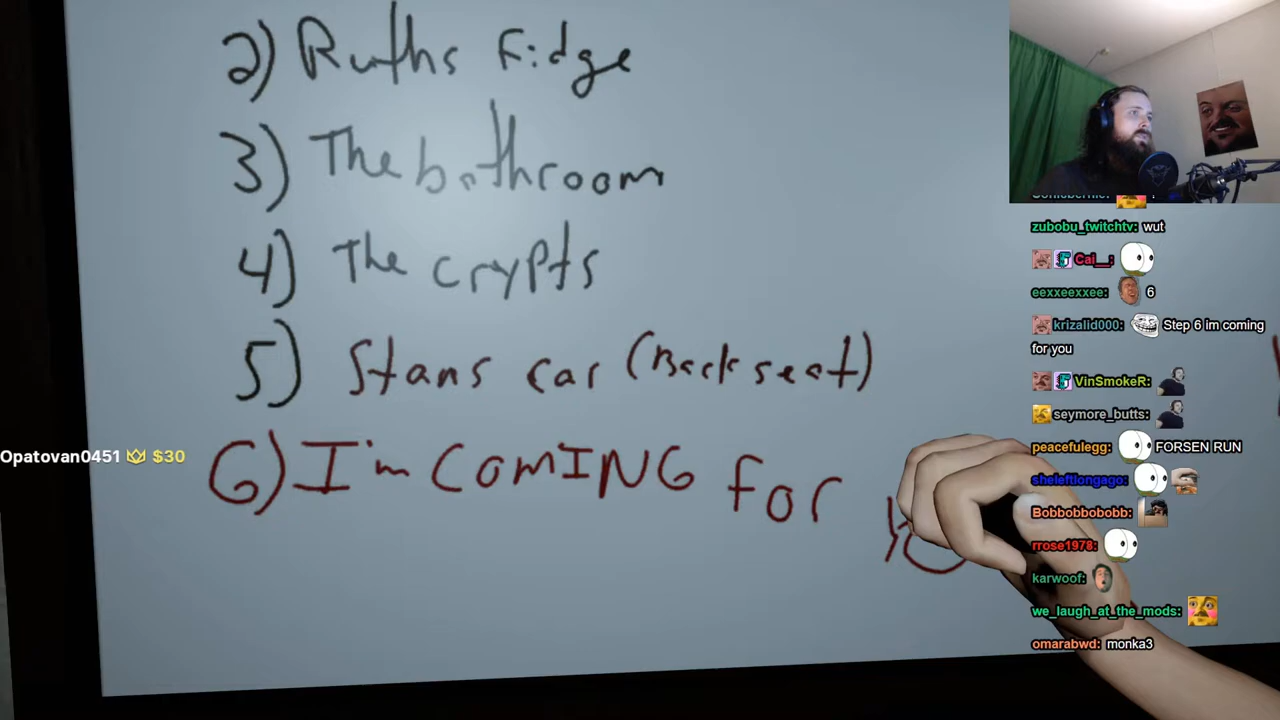 2) Ruths Fidge
3) The bathroom
4) The crypts
5) Stans car (Back seat)
6) I'm COMING for
Opatovan0451 $30
zubobu_twitchtv: wut
Cai__:
eexxeexxee: 6
krizalid000: Step 6 im coming
for you
VinSmokeR:
seymore_butts:
peacefulegg: FORSEN RUN
sheleftlongago:
Bobbobbobobb:
rrose1978:
karwoof:
we_laugh_at_the_mods:
omarabwd: monka3